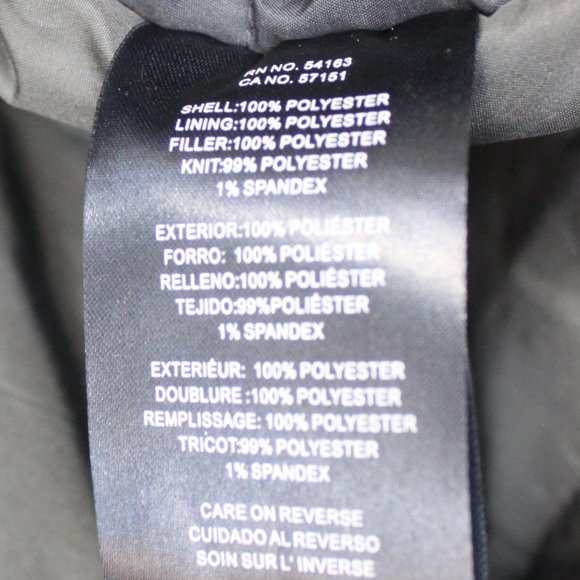 RN NO. 54163
CA NO. 57151
SHELL:100% POLYESTER
LINING:100% POLYESTER
FILLER:100% POLYESTER
KNIT:99% POLYESTER
1% SPANDEX
EXTERIOR:100% POLIÉSTER
FORRO: 100% POLIÉSTER
RELLENO:100% POLIÉSTER
TEJIDO:99%POLIÉSTER
1% SPANDEX
EXTERIÉUR: 100% POLYESTER
DOUBLURE :100% POLYESTER
REMPLISSAGE: 100% POLYESTER
TRICOT:99% POLYESTER
1% SPANDEX
CARE ON REVERSE
CUIDADO AL REVERSO
SOIN SUR L'INVERSE